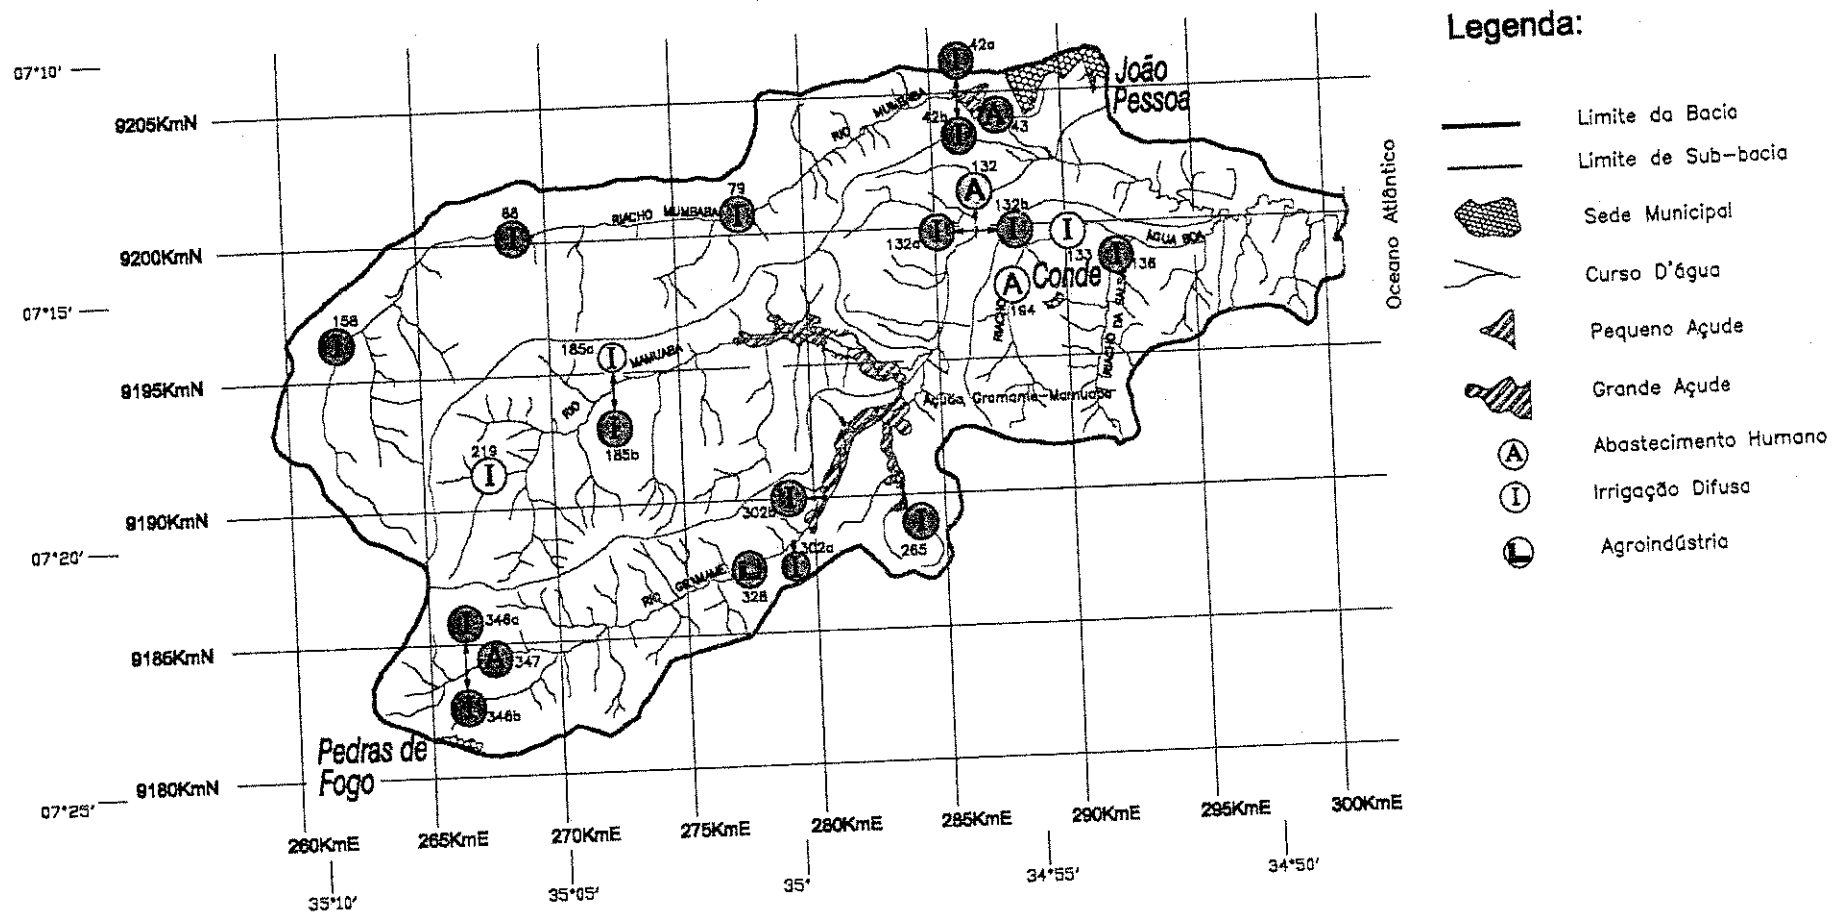 Legenda:
Limite da Bacia
Limite de Sub-bacia
Sede Municipal
Curso D'água
Pequeno Açude
Grande Açude
A
Abastecimento Humano
I
Irrigação Difusa
L
Agroindústria
07°10'
07°15'
07°20'
07°25'
9205KmN
9200KmN
9195KmN
9190KmN
9185KmN
9180KmN
260KmE
265KmE
270KmE
275KmE
280KmE
285KmE
290KmE
295KmE
300KmE
35°10'
35°05'
35°
34°55'
34°50'
Oceano Atlântico
João
Pessoa
Conde
Pedras de
Fogo
RIO MUMBABA
RIACHO MUMBABA
RIO MAMUABA
RIO GRAMAME
ÁGUA BOA
RIACHO
RIACHO DA SALSA
Açude Gramame-Mamuaba
I 42a
42b I
A 43
132 A
132a I
132b I
I 133
I 136
A 194
79 I
88 I
158 I
185a I
I 185b
219 I
302b I
302a I
I 265
L 328
I 346a
A 347
I 346b